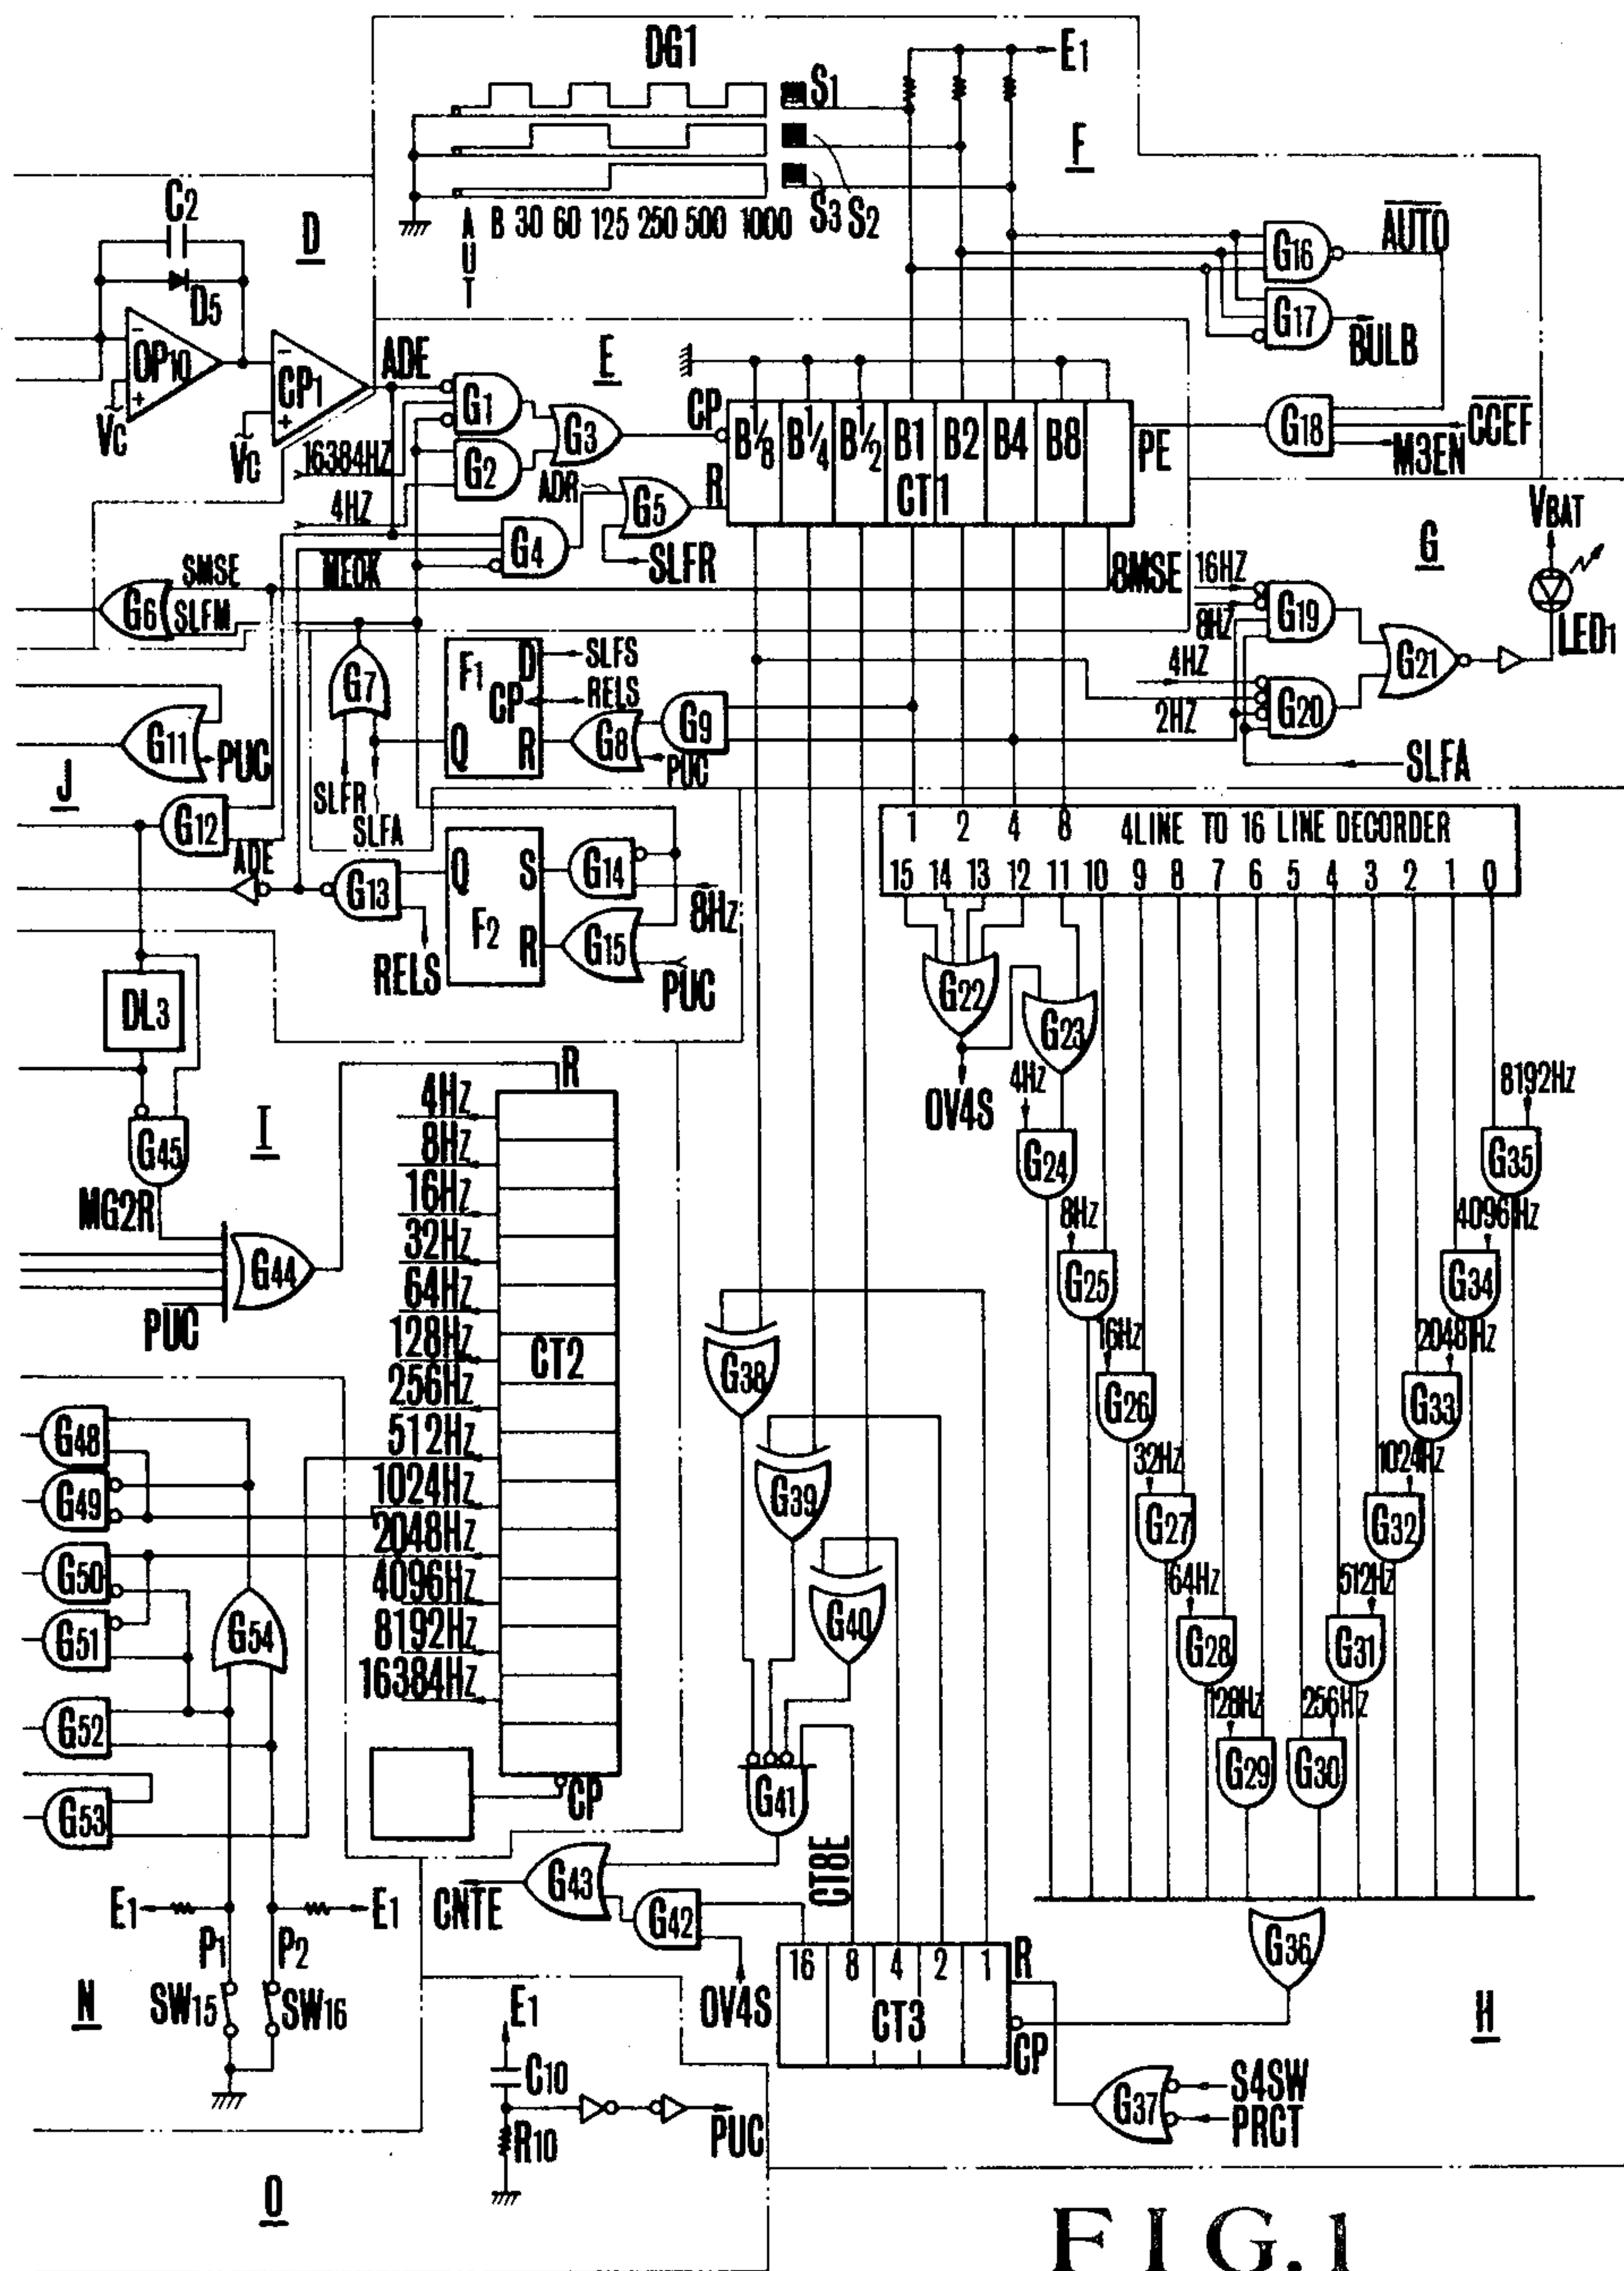 DG1
S1
E1
F
S3 S2
A B 30 60 125 250 500 1000
U
T
C2
D
D5
OP10
CP1
VC
VC
ADE
E
G1
G2
G3
16384HZ
4HZ
ADR
G5
G4
SLFR
MEOK
CP
R
B1/8 B1/4 B1/2 B1 B2 B4 B8
CT1
PE
G16
AUTO
G17
BULB
G18
CCEF
M3EN
VBAT
G
LED1
8MSE
16HZ
8HZ
G19
4HZ
2HZ
G20
G21
SLFA
G6
SMSE
SLFM
G7
SLFR
SLFA
F1
D
CP
Q
R
SLFS
RELS
G8
G9
PUC
G11
PUC
J
G12
ADE
G13
RELS
Q
S
F2
R
G14
8HZ
G15
PUC
1 2 4 8 4LINE TO 16 LINE DECORDER
15 14 13 12 11 10 9 8 7 6 5 4 3 2 1 0
G22
G23
OV4S
4HZ
G24
8HZ
G25
16HZ
G26
32HZ
G27
64HZ
G28
128HZ
G29
256HZ
G30
512HZ
G31
1024HZ
G32
2048HZ
G33
4096HZ
G34
8192HZ
G35
G36
DL3
G45
I
MG2R
G44
PUC
R
4HZ
8HZ
16HZ
32HZ
64HZ
128HZ
256HZ
512HZ
1024HZ
2048HZ
4096HZ
8192HZ
16384HZ
CT2
CP
G38
G39
G40
G41
G43
CNTE
G42
OV4S
CT8E
16 8 4 2 1
CT3
R
CP
G37
S4SW
PRCT
H
G48
G49
G50
G51
G52
G53
G54
E1
E1
P1
P2
SW15
SW16
N
E1
C10
R10
PUC
O
FIG.1